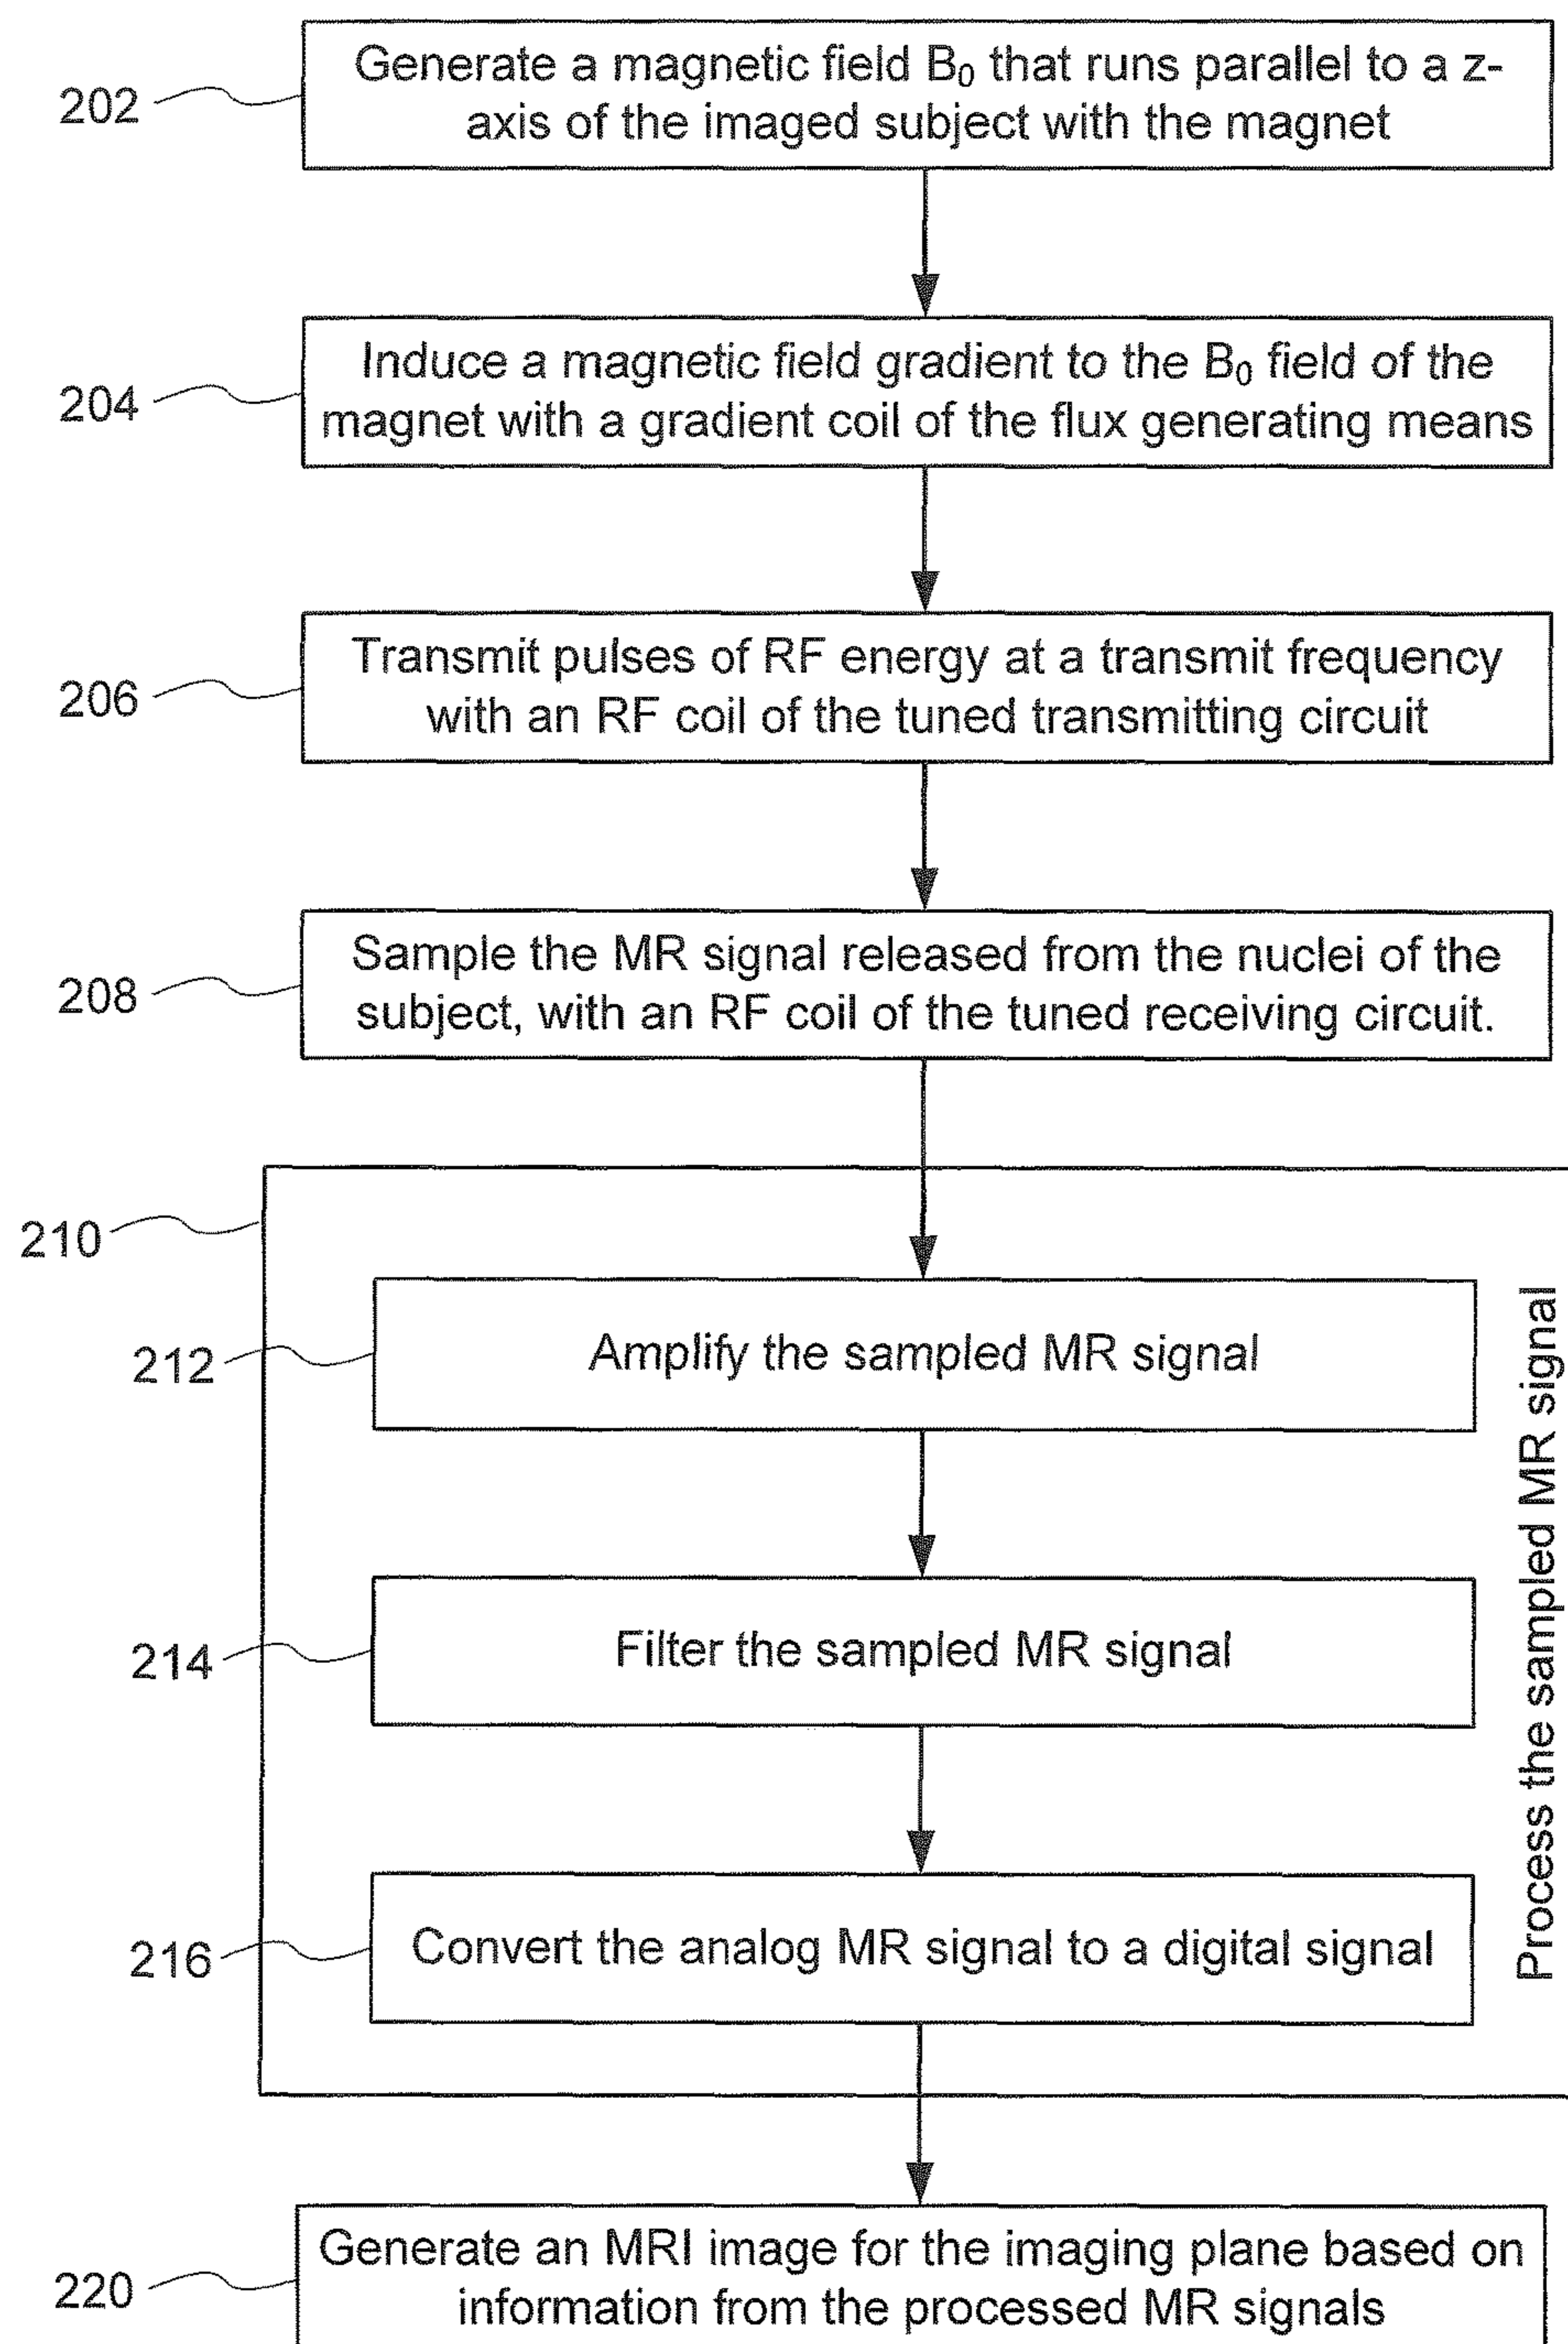 202
Generate a magnetic field B₀ that runs parallel to a z-
axis of the imaged subject with the magnet
204
Induce a magnetic field gradient to the B₀ field of the
magnet with a gradient coil of the flux generating means
206
Transmit pulses of RF energy at a transmit frequency
with an RF coil of the tuned transmitting circuit
208
Sample the MR signal released from the nuclei of the
subject, with an RF coil of the tuned receiving circuit.
210
Process the sampled MR signal
212
Amplify the sampled MR signal
214
Filter the sampled MR signal
216
Convert the analog MR signal to a digital signal
220
Generate an MRI image for the imaging plane based on
information from the processed MR signals